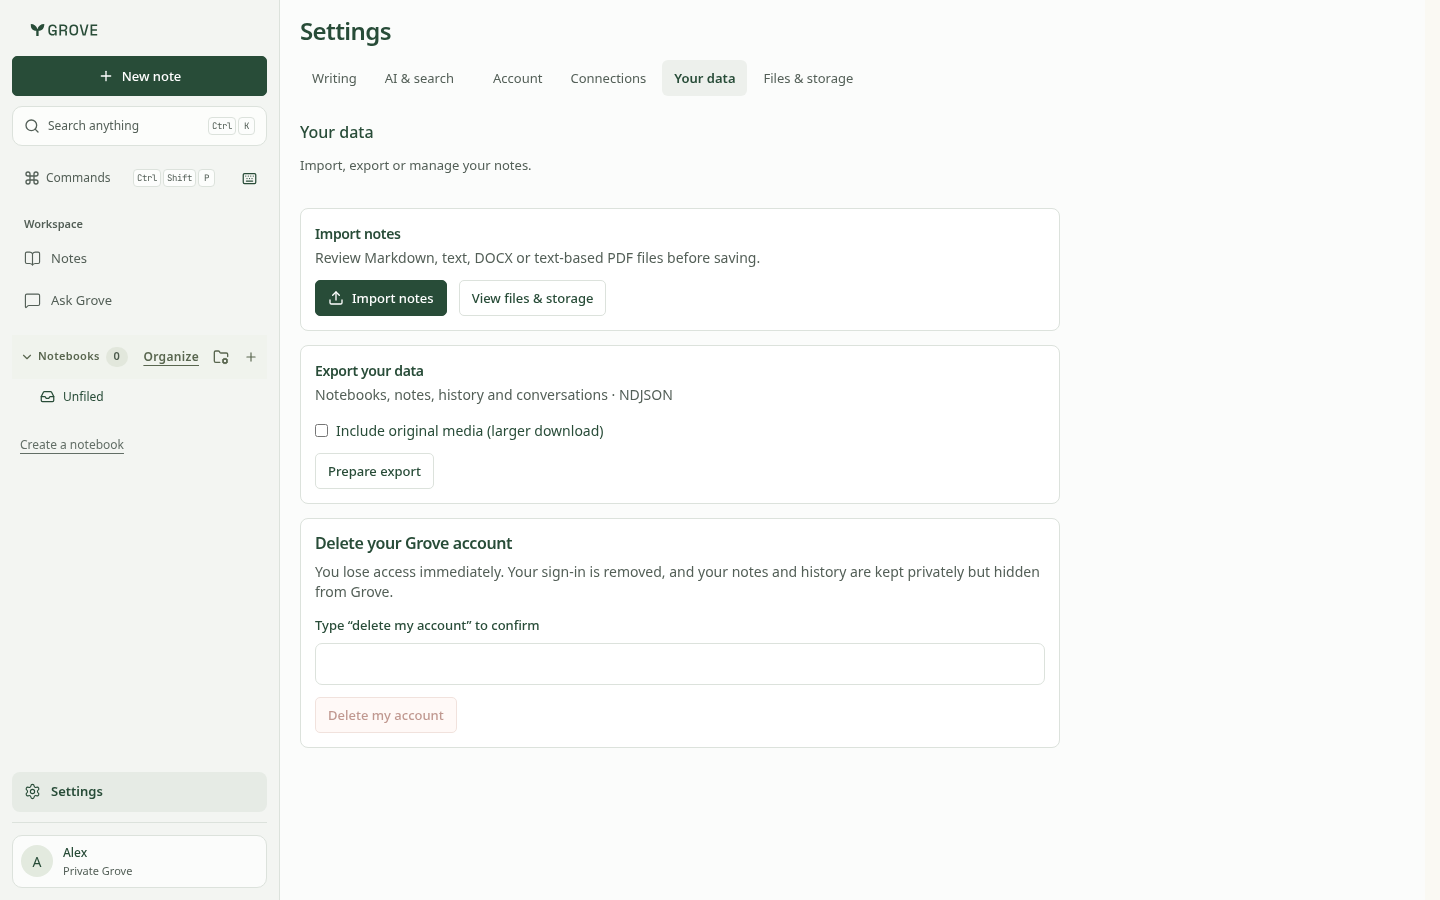 GROVE
New note
Search anything
Ctrl K
Commands
Ctrl Shift P
Workspace
Notes
Ask Grove
Notebooks 0 Organize
Unfiled
Create a notebook
Settings
A
Alex
Private Grove
Settings
Writing AI & search Account Connections Your data Files & storage
Your data
Import, export or manage your notes.
Import notes
Review Markdown, text, DOCX or text-based PDF files before saving.
Import notes View files & storage
Export your data
Notebooks, notes, history and conversations · NDJSON
Include original media (larger download)
Prepare export
Delete your Grove account
You lose access immediately. Your sign-in is removed, and your notes and history are kept privately but hidden
from Grove.
Type “delete my account” to confirm
Delete my account